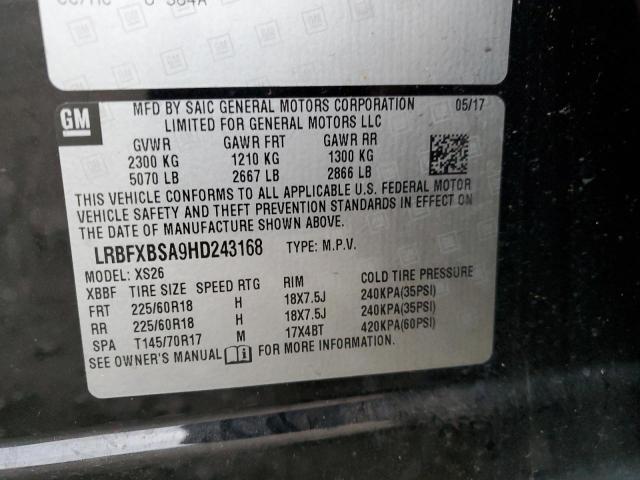 GM
MFD BY SAIC GENERAL MOTORS CORPORATION 05/17
LIMITED FOR GENERAL MOTORS LLC
GVWR GAWR FRT GAWR RR
2300 KG 1210 KG 1300 KG
5070 LB 2667 LB 2866 LB
THIS VEHICLE CONFORMS TO ALL APPLICABLE U.S. FEDERAL MOTOR
VEHICLE SAFETY AND THEFT PREVENTION STANDARDS IN EFFECT ON
THE DATE OF MANUFACTURE SHOWN ABOVE.
LRBFXBSA9HD243168 TYPE: M.P.V.
MODEL: XS26
XBBF TIRE SIZE SPEED RTG RIM COLD TIRE PRESSURE
FRT 225/60R18 H 18X7.5J 240KPA(35PSI)
RR 225/60R18 H 18X7.5J 240KPA(35PSI)
SPA T145/70R17 M 17X4BT 420KPA(60PSI)
SEE OWNER'S MANUAL FOR MORE INFORMATION.